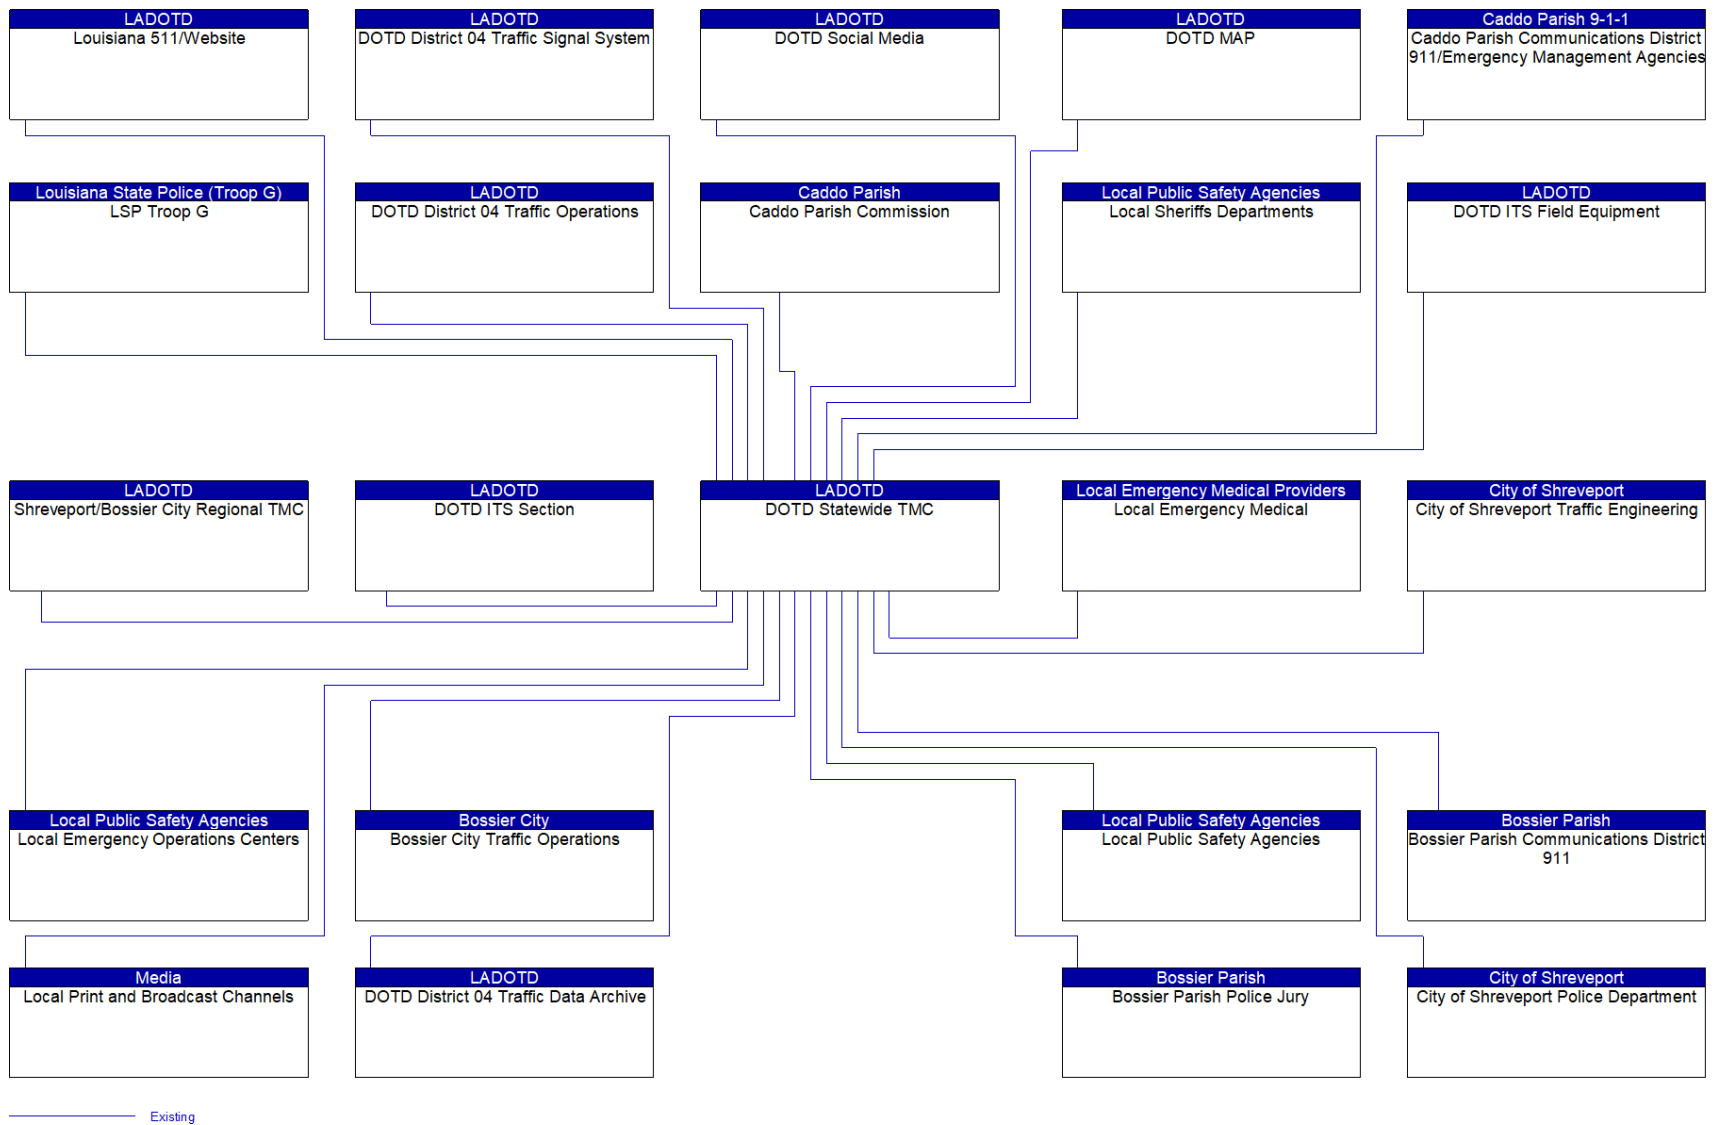 LADOTD
Louisiana 511/Website
LADOTD
DOTD District 04 Traffic Signal System
LADOTD
DOTD Social Media
LADOTD
DOTD MAP
Caddo Parish 9-1-1
Caddo Parish Communications District
911/Emergency Management Agencies
Louisiana State Police (Troop G)
LSP Troop G
LADOTD
DOTD District 04 Traffic Operations
Caddo Parish
Caddo Parish Commission
Local Public Safety Agencies
Local Sheriffs Departments
LADOTD
DOTD ITS Field Equipment
LADOTD
Shreveport/Bossier City Regional TMC
LADOTD
DOTD ITS Section
LADOTD
DOTD Statewide TMC
Local Emergency Medical Providers
Local Emergency Medical
City of Shreveport
City of Shreveport Traffic Engineering
Local Public Safety Agencies
Local Emergency Operations Centers
Bossier City
Bossier City Traffic Operations
Local Public Safety Agencies
Local Public Safety Agencies
Bossier Parish
Bossier Parish Communications District
911
Media
Local Print and Broadcast Channels
LADOTD
DOTD District 04 Traffic Data Archive
Bossier Parish
Bossier Parish Police Jury
City of Shreveport
City of Shreveport Police Department
Existing